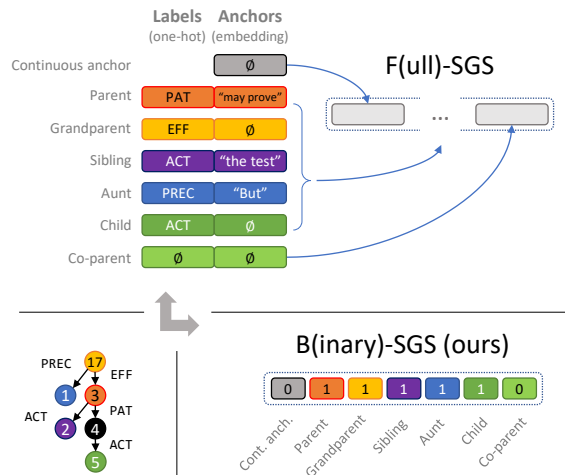 Labels Anchors
(one-hot) (embedding)
Continuous anchor ∅
F(ull)-SGS
Parent PAT "may prove"
...
Grandparent EFF ∅
Sibling ACT "the test"
Aunt PREC "But"
Child ACT ∅
Co-parent ∅ ∅
B(inary)-SGS (ours)
17
PREC EFF
1 3
ACT PAT
2 4
ACT
5
0 1 1 1 1 1 0
Cont. anch. Parent Grandparent Sibling Aunt Child Co-parent